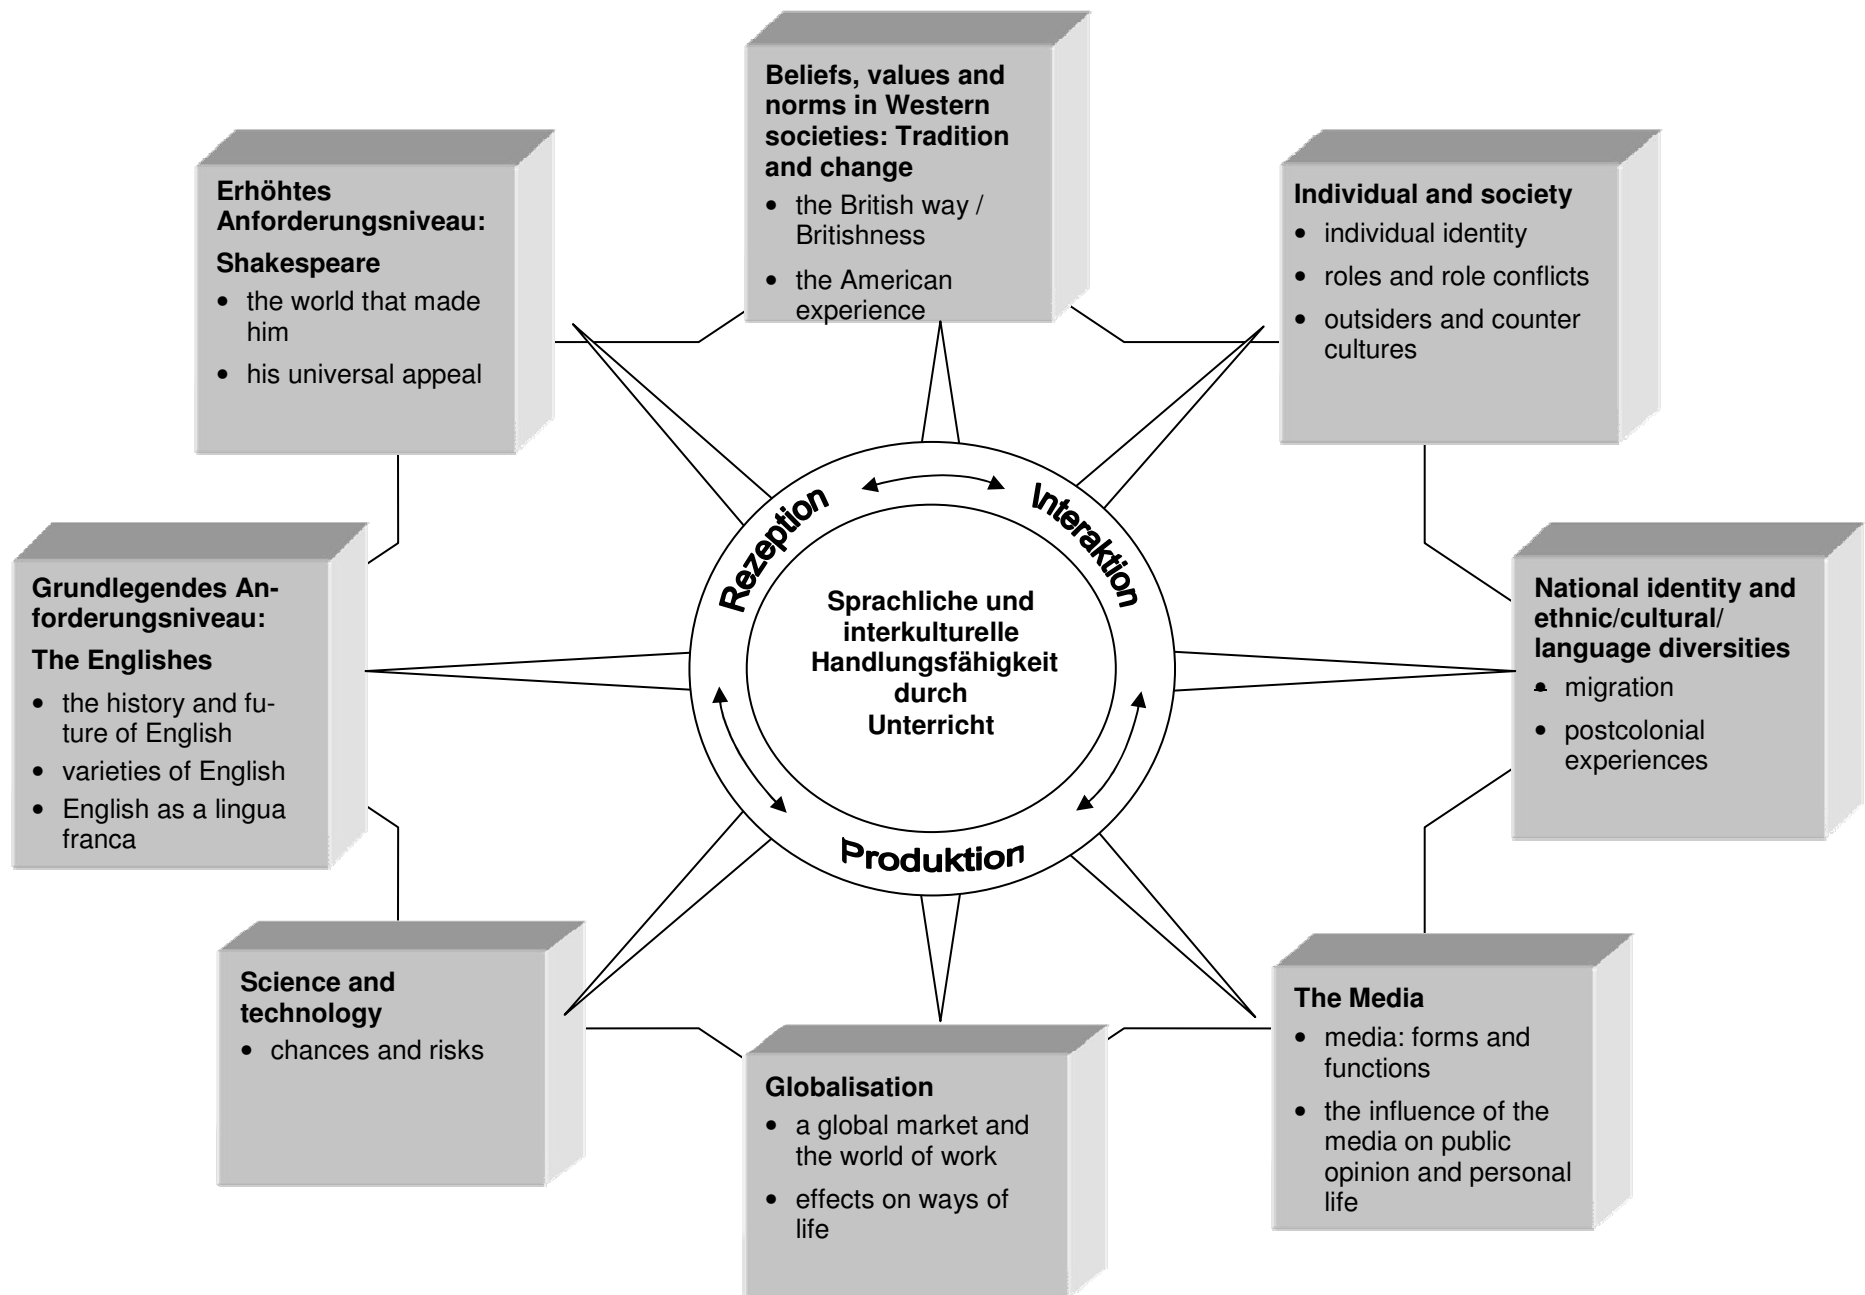 Beliefs, values and
norms in Western
societies: Tradition
and change
• the British way /
Britishness
• the American
experience
Erhöhtes
Anforderungsniveau:
Shakespeare
• the world that made
him
• his universal appeal
Individual and society
• individual identity
• roles and role conflicts
• outsiders and counter
cultures
Grundlegendes An-
forderungsniveau:
The Englishes
• the history and fu-
ture of English
• varieties of English
• English as a lingua
franca
Rezeption
Interaktion
Produktion
Sprachliche und
interkulturelle
Handlungsfähigkeit
durch
Unterricht
National identity and
ethnic/cultural/
language diversities
• migration
• postcolonial
experiences
Science and
technology
• chances and risks
Globalisation
• a global market and
the world of work
• effects on ways of
life
The Media
• media: forms and
functions
• the influence of the
media on public
opinion and personal
life